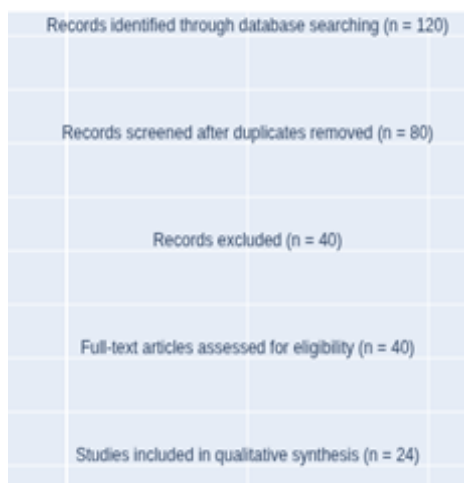 Records identified through database searching (n = 120)
Records screened after duplicates removed (n = 80)
Records excluded (n = 40)
Full-text articles assessed for eligibility (n = 40)
Studies included in qualitative synthesis (n = 24)